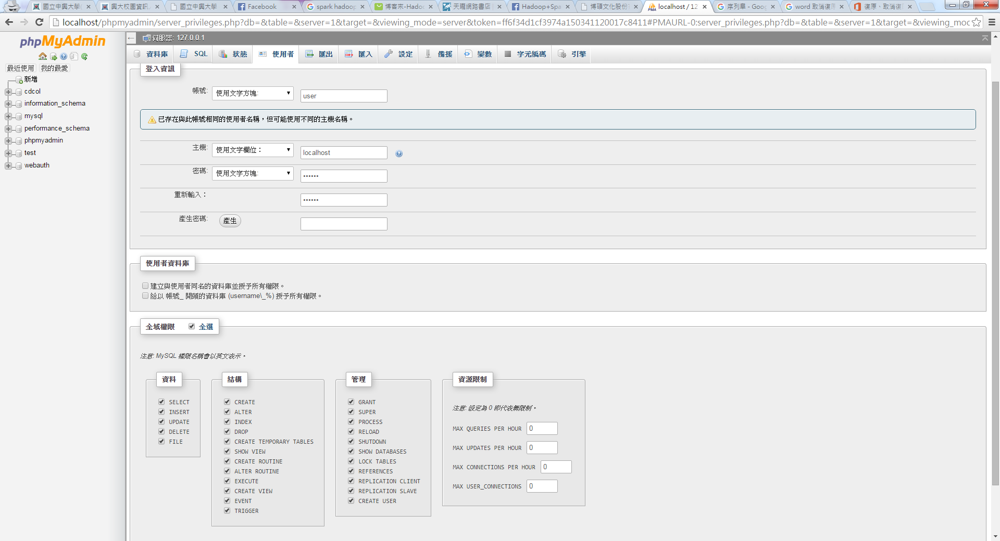 國立中興大學(
興大校園資訊
國立中興大學
Facebook
spark hadoop
博客來-Hado
天瓏網路書店
Hadoop+Spa
博碩文化股份
localhost / 12
序列阜 - Goo
word 取消復原
復原、取消復
localhost/phpmyadmin/server_privileges.php?db=&table=&server=1&target=&viewing_mode=server&token=ff6f34d1cf3974a150341120017c8411#PMAURL-0:server_privileges.php?db=&table=&server=1&target=&viewing_moc
phpMyAdmin
最近使用 我的最愛
新增
cdcol
information_schema
mysql
performance_schema
phpmyadmin
test
webauth
伺服器: 127.0.0.1
資料庫
SQL
狀態
使用者
匯出
匯入
設定
備援
變數
字元編碼
引擎
登入資訊
帳號: 使用文字方塊: user
已存在與此帳號相同的使用者名稱，但可能使用不同的主機名稱。
主機: 使用文字欄位： localhost
密碼: 使用文字方塊: ••••••
重新輸入： ••••••
產生密碼: 產生
使用者資料庫
建立與使用者同名的資料庫並授予所有權限。
給以 帳號_ 開頭的資料庫 (username\_%) 授予所有權限。
全域權限 全選
注意: MySQL 權限名稱會以英文表示。
資料
SELECT
INSERT
UPDATE
DELETE
FILE
結構
CREATE
ALTER
INDEX
DROP
CREATE TEMPORARY TABLES
SHOW VIEW
CREATE ROUTINE
ALTER ROUTINE
EXECUTE
CREATE VIEW
EVENT
TRIGGER
管理
GRANT
SUPER
PROCESS
RELOAD
SHUTDOWN
SHOW DATABASES
LOCK TABLES
REFERENCES
REPLICATION CLIENT
REPLICATION SLAVE
CREATE USER
資源限制
注意: 設定為 0 即代表無限制。
MAX QUERIES PER HOUR 0
MAX UPDATES PER HOUR 0
MAX CONNECTIONS PER HOUR 0
MAX USER_CONNECTIONS 0